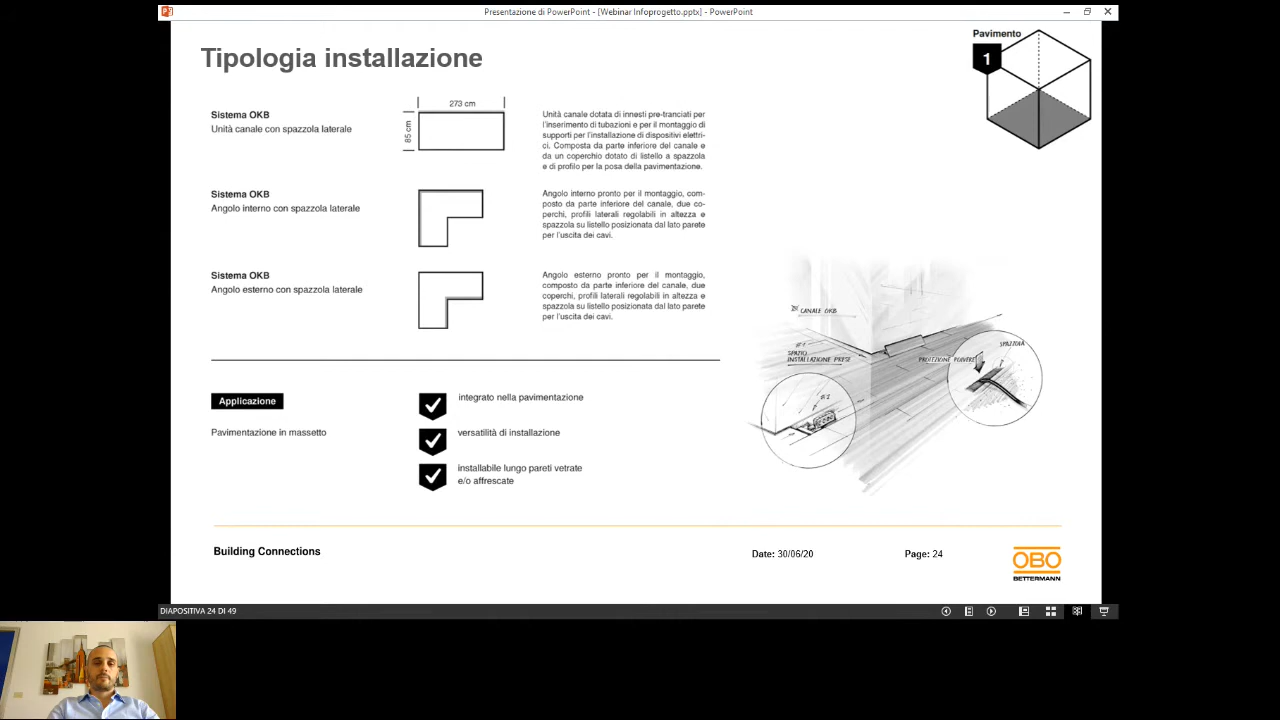 Presentazione di PowerPoint - [Webinar Infoprogetto.pptx] - PowerPoint
Tipologia installazione
Pavimento
1
273 cm
85 cm
Sistema OKB
Unità canale con spazzola laterale
Unità canale dotata di innesti pre-tranciati per
l'inserimento di tubazioni e per il montaggio di
supporti per l'installazione di dispositivi elettri-
ci. Composta da parte inferiore del canale e
da un coperchio dotato di listello a spazzola
e di profilo per la posa della pavimentazione.
Sistema OKB
Angolo interno con spazzola laterale
Angolo interno pronto per il montaggio, com-
posto da parte inferiore del canale, due co-
perchi, profili laterali regolabili in altezza e
spazzola su listello posizionata dal lato parete
per l'uscita dei cavi.
Sistema OKB
Angolo esterno con spazzola laterale
Angolo esterno pronto per il montaggio,
composto da parte inferiore del canale, due
coperchi, profili laterali regolabili in altezza e
spazzola su listello posizionata dal lato parete
per l'uscita dei cavi.
CANALE OKB
SPAZIO
INSTALLAZIONE PRESE
PROTEZIONE POLVERE
SPAZZOLA
Applicazione
Pavimentazione in massetto
integrato nella pavimentazione
versatilità di installazione
installabile lungo pareti vetrate
e/o affrescate
Building Connections
Date: 30/06/20
Page: 24
OBO
BETTERMANN
DIAPOSITIVA 24 DI 49